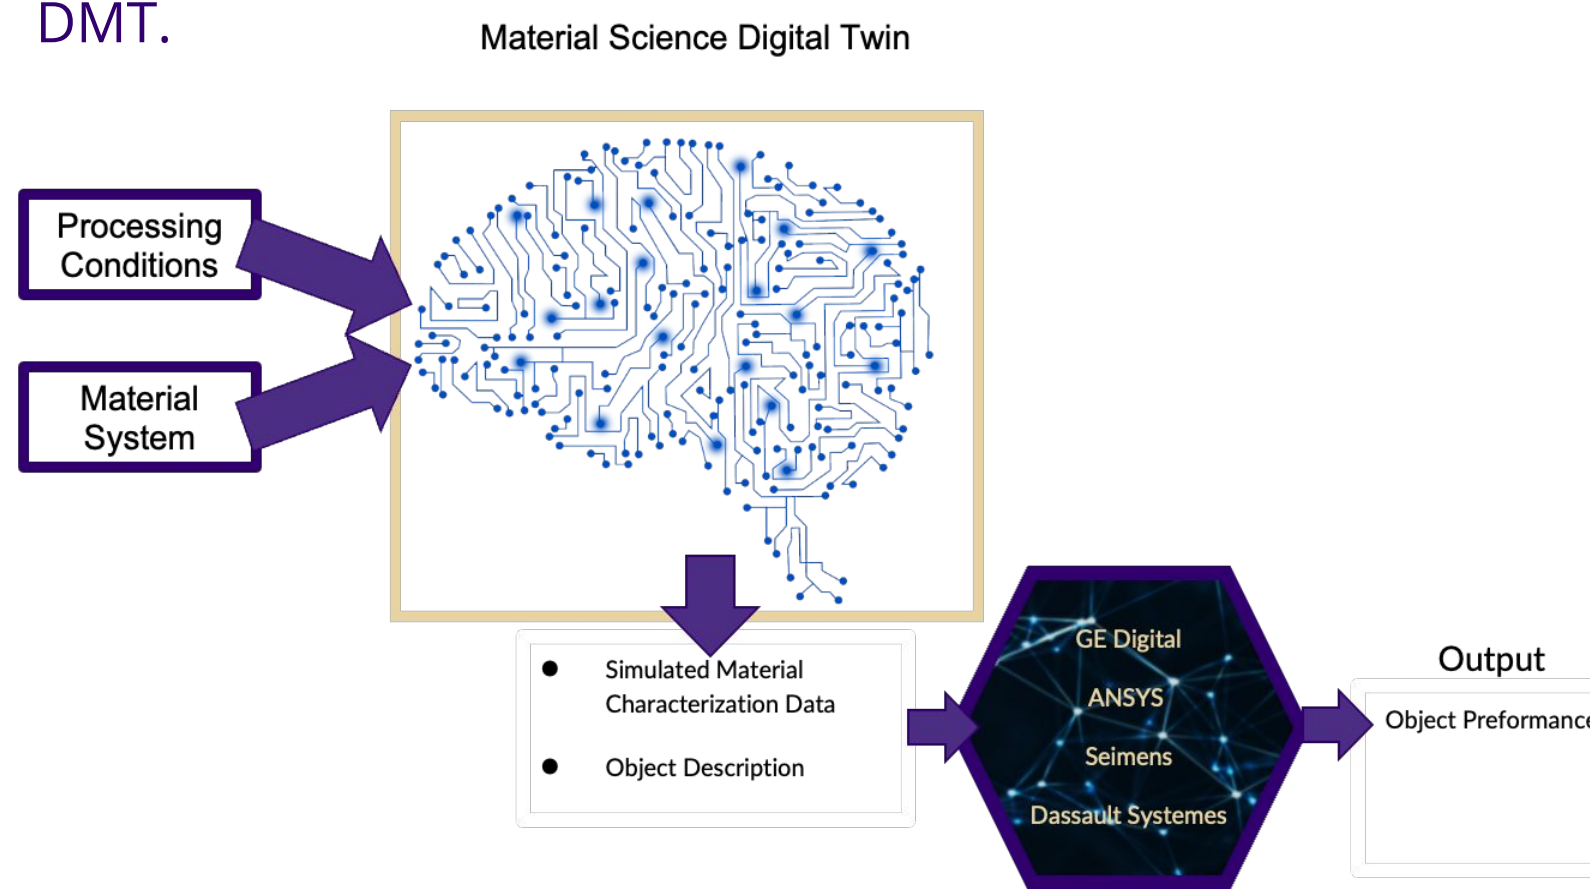 DMT.
Material Science Digital Twin
Processing
Conditions
Material
System
Simulated Material
Characterization Data
Object Description
GE Digital
ANSYS
Seimens
Dassault Systemes
Output
Object Preformance